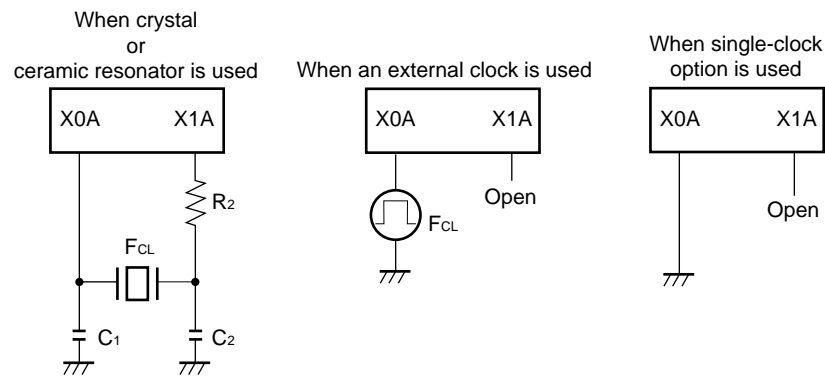 When crystal
or
ceramic resonator is used
X0A X1A
R2
FCL
C1 C2
When an external clock is used
X0A X1A
Open
FCL
When single-clock
option is used
X0A X1A
Open